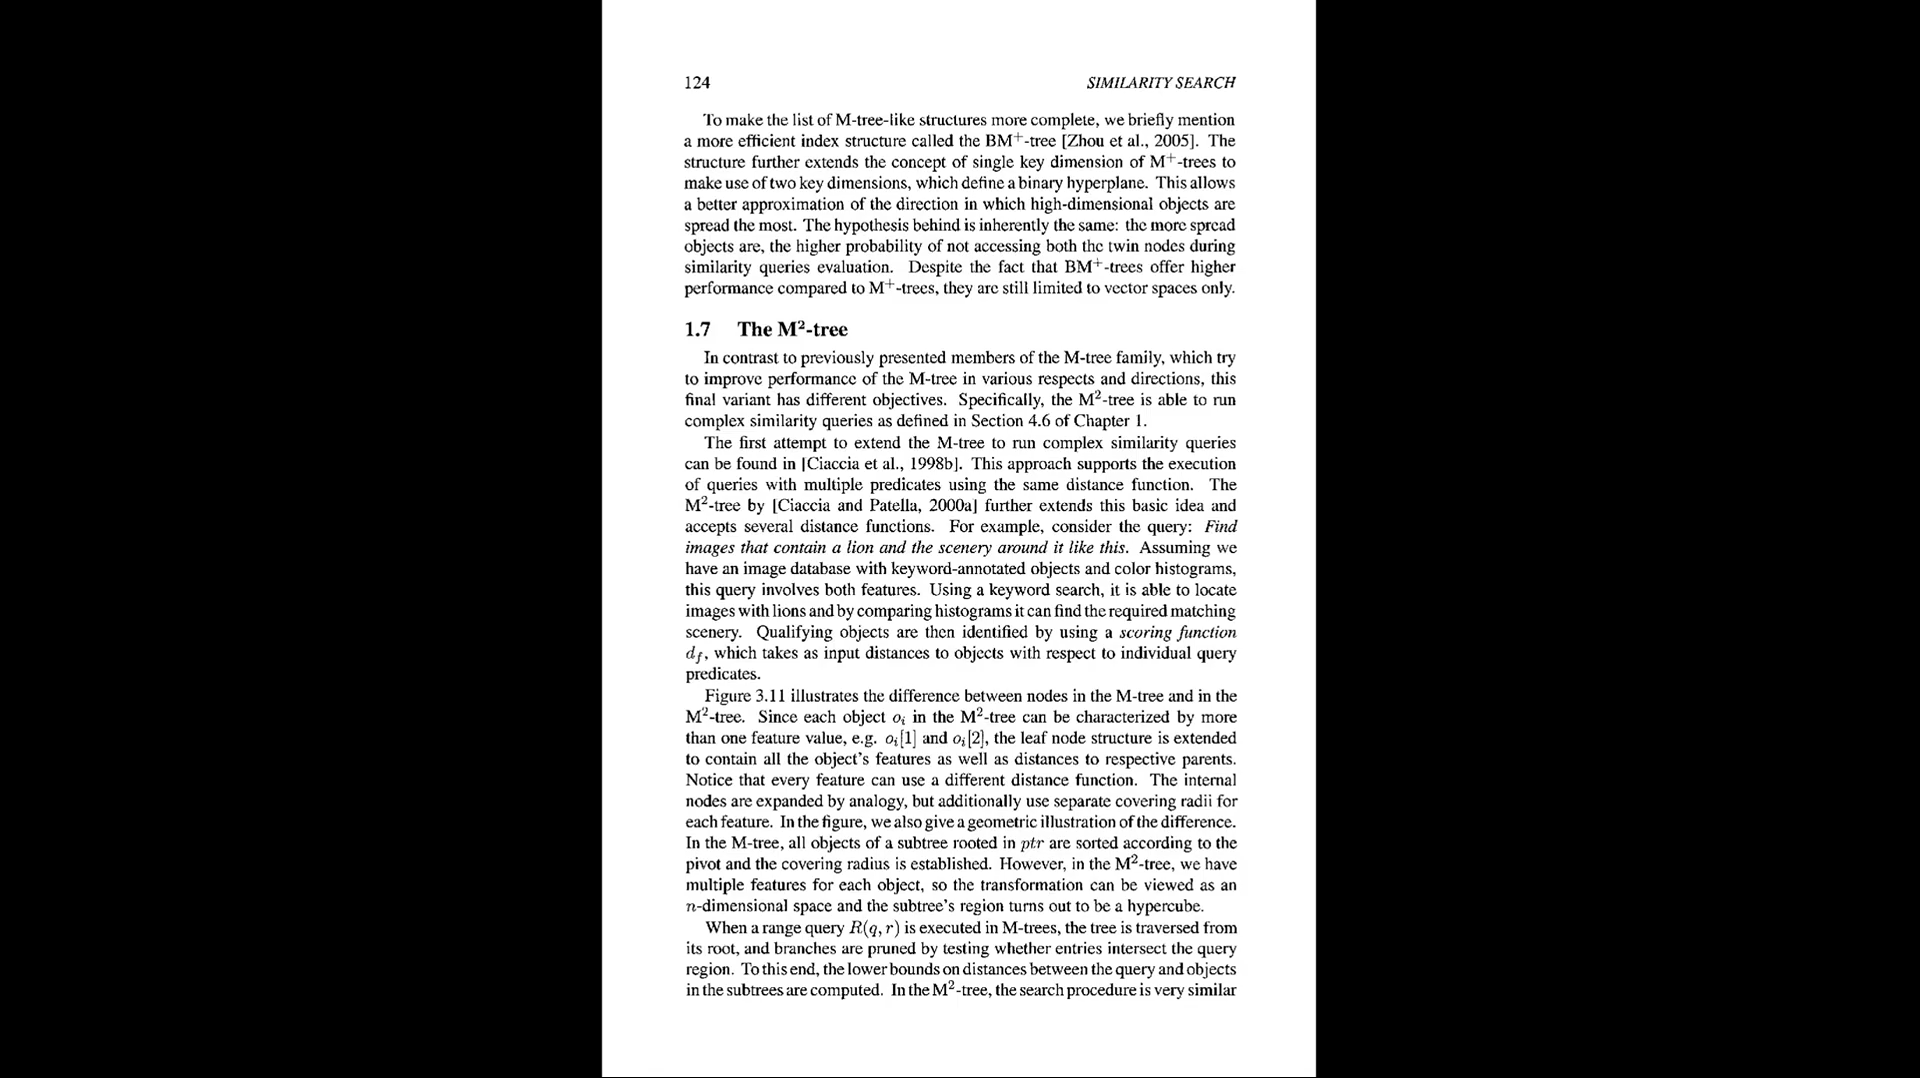 124 SIMILARITY SEARCH
To make the list of M-tree-like structures more complete, we briefly mention
a more efficient index structure called the BM⁺-tree [Zhou et al., 2005]. The
structure further extends the concept of single key dimension of M⁺-trees to
make use of two key dimensions, which define a binary hyperplane. This allows
a better approximation of the direction in which high-dimensional objects are
spread the most. The hypothesis behind is inherently the same: the more spread
objects are, the higher probability of not accessing both the twin nodes during
similarity queries evaluation. Despite the fact that BM⁺-trees offer higher
performance compared to M⁺-trees, they are still limited to vector spaces only.
1.7 The M²-tree
In contrast to previously presented members of the M-tree family, which try
to improve performance of the M-tree in various respects and directions, this
final variant has different objectives. Specifically, the M²-tree is able to run
complex similarity queries as defined in Section 4.6 of Chapter 1.
The first attempt to extend the M-tree to run complex similarity queries
can be found in [Ciaccia et al., 1998b]. This approach supports the execution
of queries with multiple predicates using the same distance function. The
M²-tree by [Ciaccia and Patella, 2000a] further extends this basic idea and
accepts several distance functions. For example, consider the query: Find
images that contain a lion and the scenery around it like this. Assuming we
have an image database with keyword-annotated objects and color histograms,
this query involves both features. Using a keyword search, it is able to locate
images with lions and by comparing histograms it can find the required matching
scenery. Qualifying objects are then identified by using a scoring function
d_f, which takes as input distances to objects with respect to individual query
predicates.
Figure 3.11 illustrates the difference between nodes in the M-tree and in the
M²-tree. Since each object oᵢ in the M²-tree can be characterized by more
than one feature value, e.g. oᵢ[1] and oᵢ[2], the leaf node structure is extended
to contain all the object's features as well as distances to respective parents.
Notice that every feature can use a different distance function. The internal
nodes are expanded by analogy, but additionally use separate covering radii for
each feature. In the figure, we also give a geometric illustration of the difference.
In the M-tree, all objects of a subtree rooted in ptr are sorted according to the
pivot and the covering radius is established. However, in the M²-tree, we have
multiple features for each object, so the transformation can be viewed as an
n-dimensional space and the subtree's region turns out to be a hypercube.
When a range query R(q, r) is executed in M-trees, the tree is traversed from
its root, and branches are pruned by testing whether entries intersect the query
region. To this end, the lower bounds on distances between the query and objects
in the subtrees are computed. In the M²-tree, the search procedure is very similar